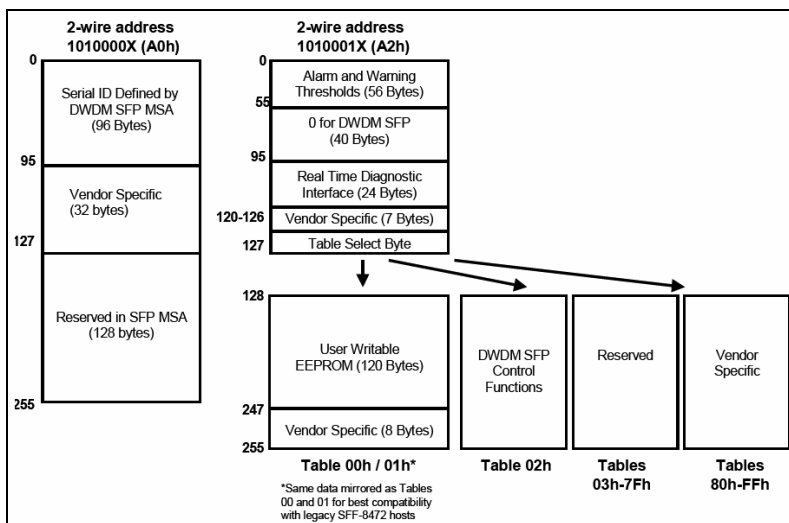 2-wire address
1010000X (A0h)
0
Serial ID Defined by
DWDM SFP MSA
(96 Bytes)
95
Vendor Specific
(32 bytes)
127
Reserved in SFP MSA
(128 bytes)
255
2-wire address
1010001X (A2h)
0
Alarm and Warning
Thresholds (56 Bytes)
55
0 for DWDM SFP
(40 Bytes)
95
Real Time Diagnostic
Interface (24 Bytes)
120-126
Vendor Specific (7 Bytes)
127
Table Select Byte
128
User Writable
EEPROM (120 Bytes)
247
Vendor Specific (8 Bytes)
255
Table 00h / 01h*
*Same data mirrored as Tables
00 and 01 for best compatibility
with legacy SFF-8472 hosts
DWDM SFP
Control
Functions
Table 02h
Reserved
Tables
03h-7Fh
Vendor
Specific
Tables
80h-FFh